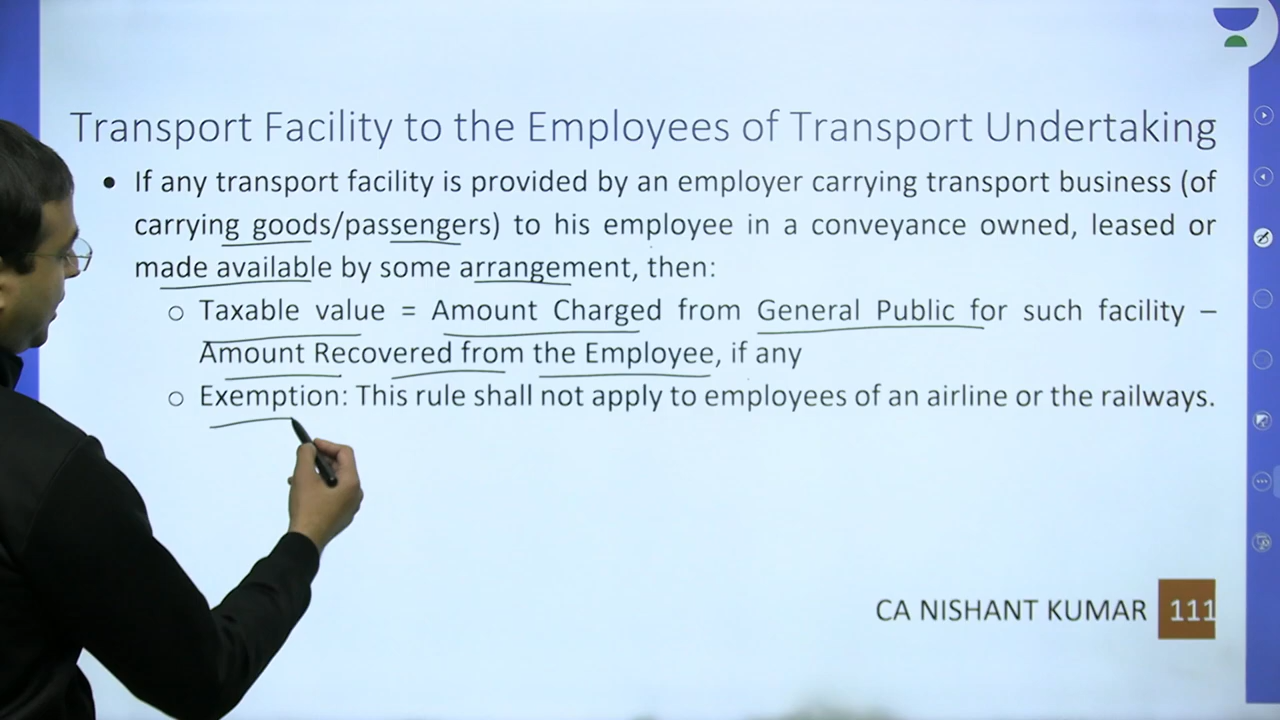 Transport Facility to the Employees of Transport Undertaking
• If any transport facility is provided by an employer carrying transport business (of
carrying goods/passengers) to his employee in a conveyance owned, leased or
made available by some arrangement, then:
o Taxable value = Amount Charged from General Public for such facility –
Amount Recovered from the Employee, if any
o Exemption: This rule shall not apply to employees of an airline or the railways.
CA NISHANT KUMAR 111